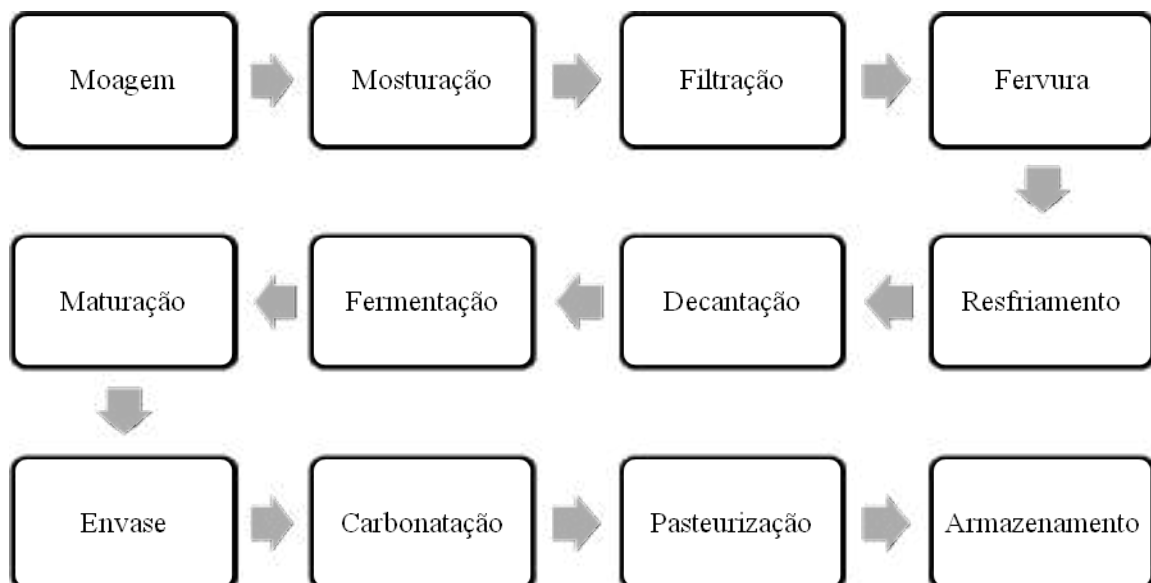 Moagem
Mosturação
Filtração
Fervura
Resfriamento
Decantação
Fermentação
Maturação
Envase
Carbonatação
Pasteurização
Armazenamento